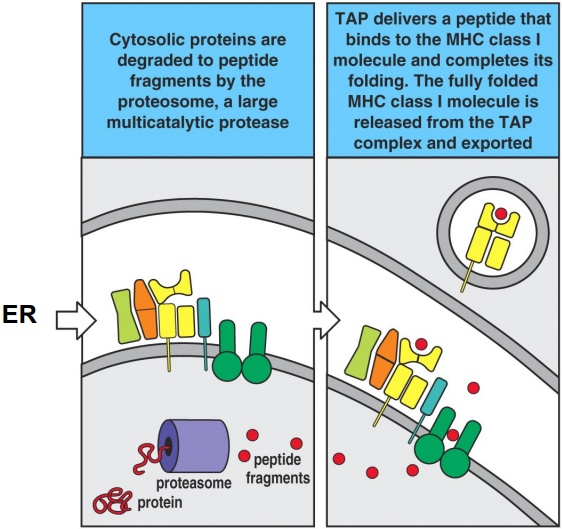 Cytosolic proteins are
degraded to peptide
fragments by the
proteosome, a large
multicatalytic protease
TAP delivers a peptide that
binds to the MHC class I
molecule and completes its
folding. The fully folded
MHC class I molecule is
released from the TAP
complex and exported
ER
proteasome
protein
peptide
fragments